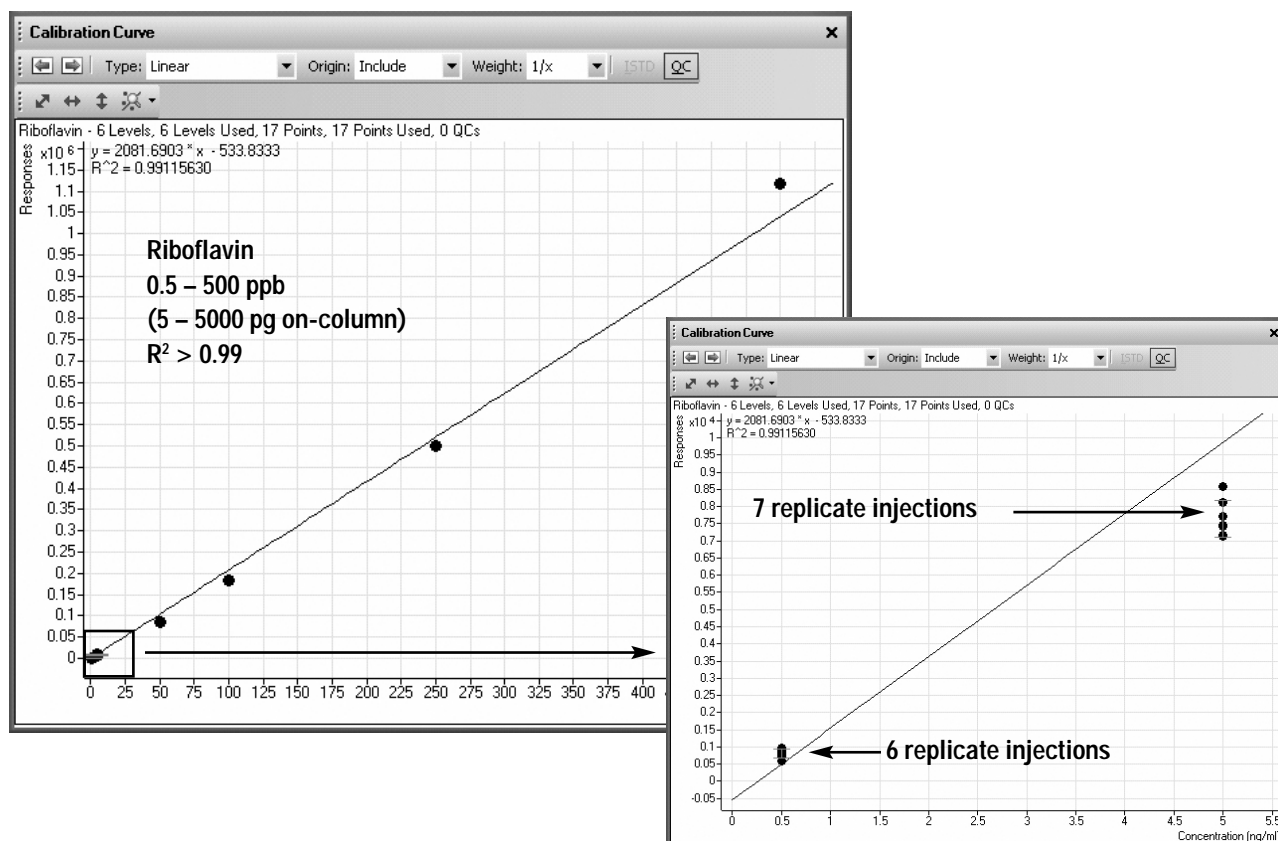 Calibration Curve
Type: Linear Origin: Include Weight: 1/x ISTD QC
Riboflavin - 6 Levels, 6 Levels Used, 17 Points, 17 Points Used, 0 QCs
Responses
x10 6
y = 2081.6903 * x - 533.8333
R^2 = 0.99115630
1.15
1.1
1.05
1
0.95
0.9
0.85
0.8
0.75
0.7
0.65
0.6
0.55
0.5
0.45
0.4
0.35
0.3
0.25
0.2
0.15
0.1
0.05
0
Riboflavin
0.5 – 500 ppb
(5 – 5000 pg on-column)
R² > 0.99
0 25 50 75 100 125 150 175 200 225 250 275 300 325 350 375 400
Calibration Curve
Type: Linear Origin: Include Weight: 1/x ISTD QC
Riboflavin - 6 Levels, 6 Levels Used, 17 Points, 17 Points Used, 0 QCs
Responses
x10 4
y = 2081.6903 * x - 533.8333
R^2 = 0.99115630
1
0.95
0.9
0.85
0.8
0.75
0.7
0.65
0.6
0.55
0.5
0.45
0.4
0.35
0.3
0.25
0.2
0.15
0.1
0.05
0
-0.05
7 replicate injections
6 replicate injections
0 0.5 1 1.5 2 2.5 3 3.5 4 4.5 5 5.5
Concentration (ng/ml